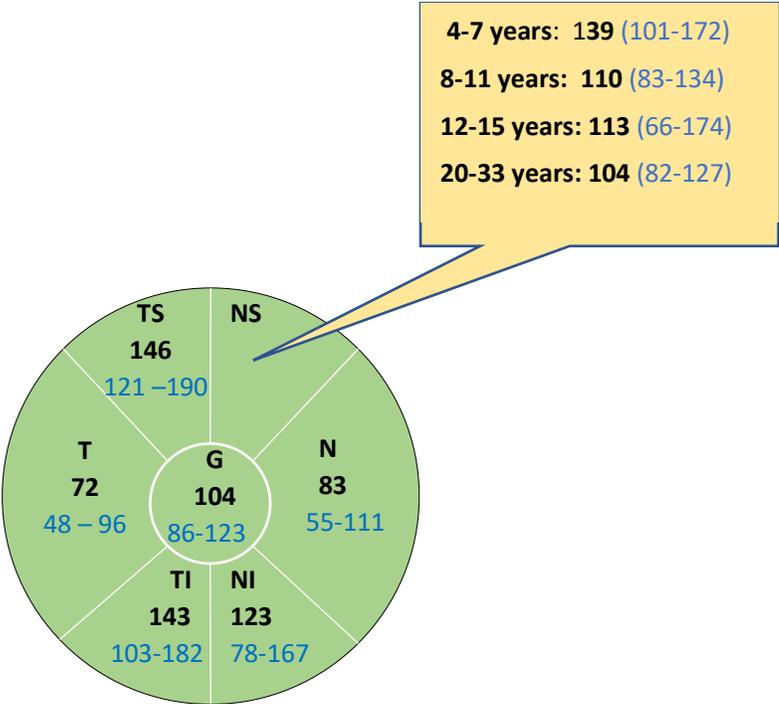 4-7 years: 139 (101-172)
8-11 years: 110 (83-134)
12-15 years: 113 (66-174)
20-33 years: 104 (82-127)
TS
146
121 –190
NS
T
72
48 – 96
G
104
86-123
N
83
55-111
TI
143
103-182
NI
123
78-167